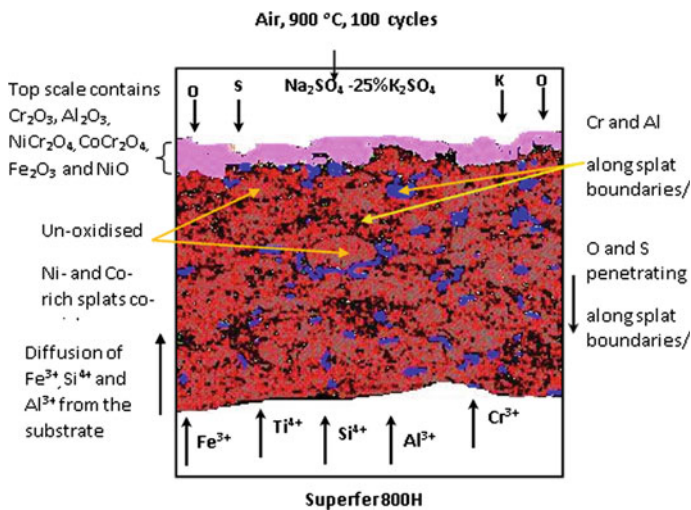 Air, 900 °C, 100 cycles
Top scale contains
Cr₂O₃, Al₂O₃,
NiCr₂O₄, CoCr₂O₄,
Fe₂O₃ and NiO
O
S
Na₂SO₄ -25%K₂SO₄
K
O
Cr and Al
along splat
boundaries/
Un-oxidised
Ni- and Co-
rich splats co-
O and S
penetrating
along splat
boundaries/
Diffusion of
Fe³⁺, Si⁴⁺ and
Al³⁺ from the
substrate
Fe³⁺
Ti⁴⁺
Si⁴⁺
Al³⁺
Cr³⁺
Superfer800H